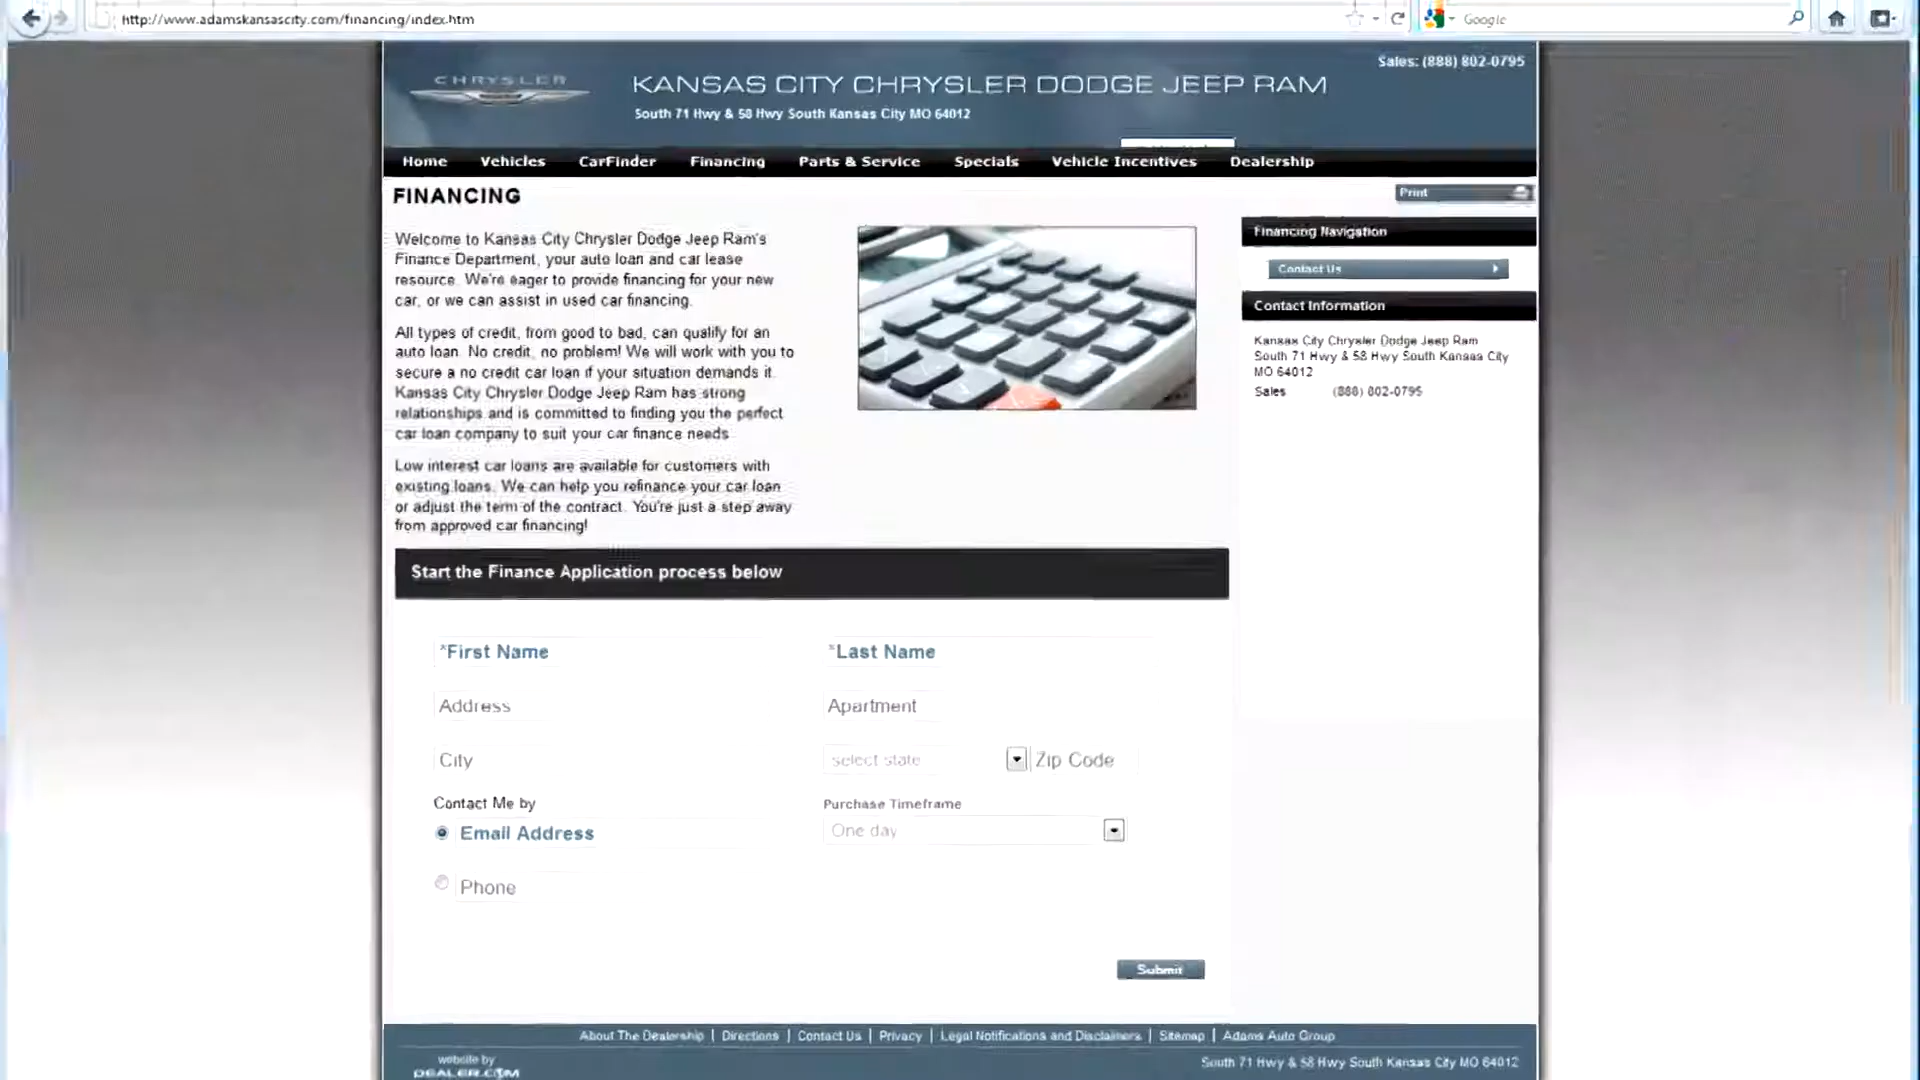 http://www.adamskansascity.com/financing/index.htm
Google
Sales: (888) 802-0795
CHRYSLER
KANSAS CITY CHRYSLER DODGE JEEP RAM
South 71 Hwy & 58 Hwy South Kansas City MO 64012
Home Vehicles CarFinder Financing Parts & Service Specials Vehicle Incentives Dealership
FINANCING
Print
Welcome to Kansas City Chrysler Dodge Jeep Ram's
Finance Department, your auto loan and car lease
resource. We're eager to provide financing for your new
car, or we can assist in used car financing.
All types of credit, from good to bad, can qualify for an
auto loan. No credit, no problem! We will work with you to
secure a no credit car loan if your situation demands it.
Kansas City Chrysler Dodge Jeep Ram has strong
relationships and is committed to finding you the perfect
car loan company to suit your car finance needs
Low interest car loans are available for customers with
existing loans. We can help you refinance your car loan
or adjust the term of the contract. You're just a step away
from approved car financing!
Financing Navigation
Contact Us
Contact Information
Kansas City Chrysler Dodge Jeep Ram
South 71 Hwy & 58 Hwy South Kansas City
MO 64012
Sales (888) 802-0795
Start the Finance Application process below
*First Name *Last Name
Address Apartment
City select state Zip Code
Contact Me by Purchase Timeframe
Email Address One day
Phone
Submit
About The Dealership | Directions | Contact Us | Privacy | Legal Notifications and Disclaimers | Sitemap | Adams Auto Group
website by
DEALER.COM
South 71 Hwy & 58 Hwy South Kansas City MO 64012